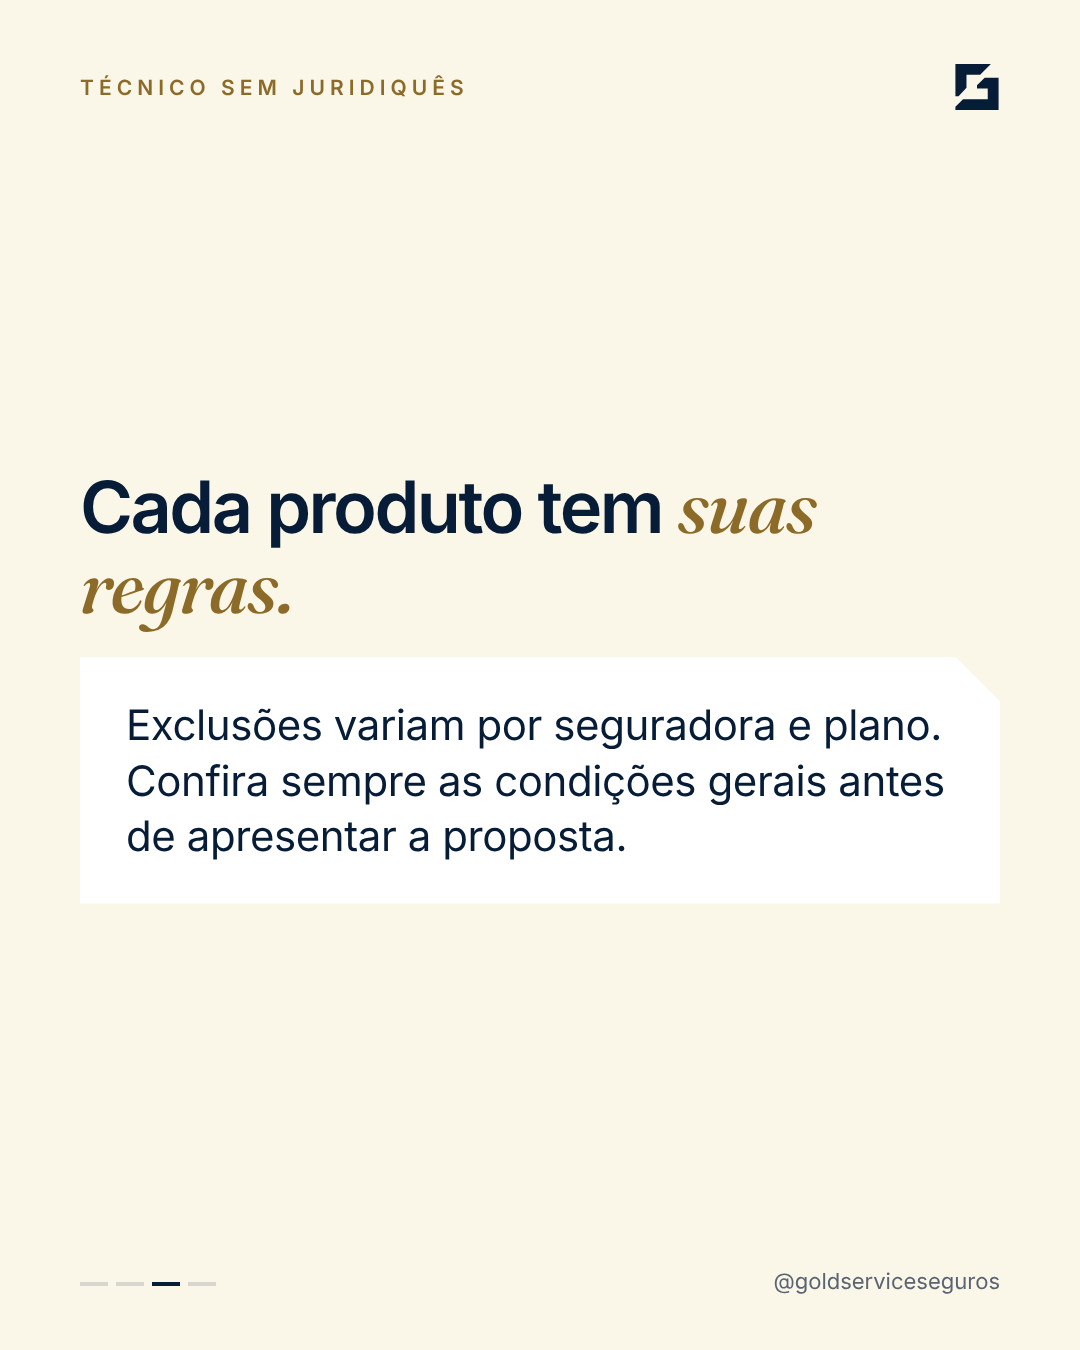 TÉCNICO SEM JURIDIQUÊS
Cada produto tem suas
regras.
Exclusões variam por seguradora e plano.
Confira sempre as condições gerais antes
de apresentar a proposta.
@goldserviceseguros